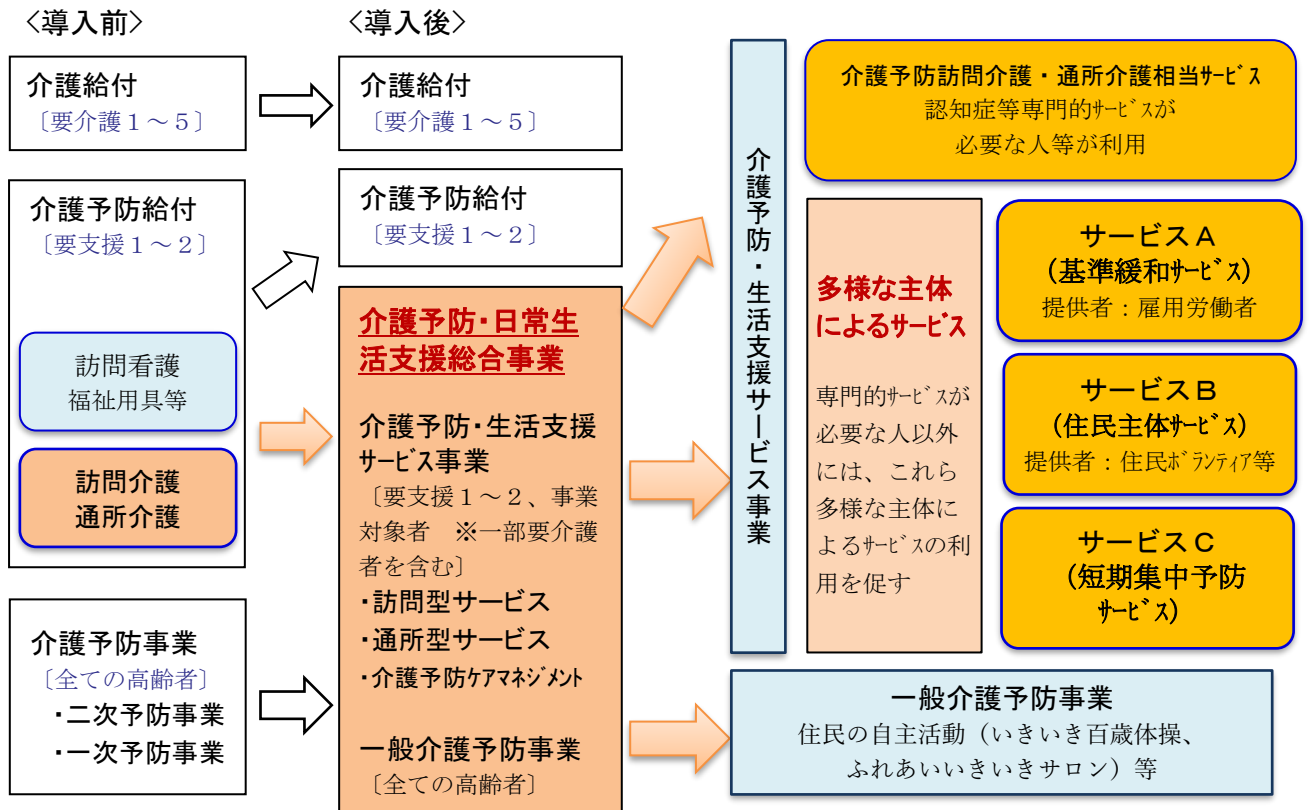 〈導入前〉
介護給付
〔要介護１～５〕
介護予防給付
〔要支援１～２〕
訪問看護
福祉用具等
訪問介護
通所介護
介護予防事業
〔全ての高齢者〕
・二次予防事業
・一次予防事業
〈導入後〉
介護給付
〔要介護１～５〕
介護予防給付
〔要支援１～２〕
介護予防・日常生
活支援総合事業
介護予防・生活支援
ｻｰﾋﾞｽ事業
〔要支援１～２、事業
対象者　※一部要介護
者を含む〕
・訪問型サービス
・通所型サービス
・介護予防ｹｱﾏﾈｼﾞﾒﾝﾄ
一般介護予防事業
〔全ての高齢者〕
介護予防・生活支援サービス事業
介護予防訪問介護・通所介護相当ｻｰﾋﾞｽ
認知症等専門的ｻｰﾋﾞｽが
必要な人等が利用
多様な主体
によるｻｰﾋﾞｽ
専門的ｻｰﾋﾞｽが
必要な人以外
には、これら
多様な主体に
よるｻｰﾋﾞｽの利
用を促す
サービスＡ
(基準緩和ｻｰﾋﾞｽ)
提供者：雇用労働者
サービスＢ
(住民主体ｻｰﾋﾞｽ)
提供者：住民ﾎﾞﾗﾝﾃｨｱ等
サービスＣ
(短期集中予防
ｻｰﾋﾞｽ)
一般介護予防事業
住民の自主活動（いきいき百歳体操、
ふれあいいきいきサロン）等